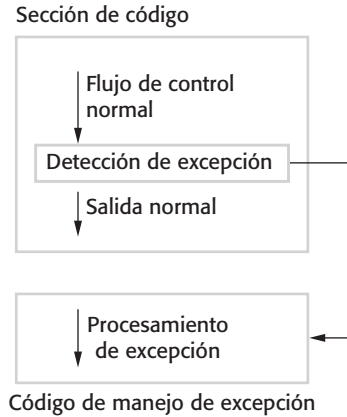 Sección de código
Flujo de control
normal
Detección de excepción
Salida normal
Procesamiento
de excepción
Código de manejo de excepción